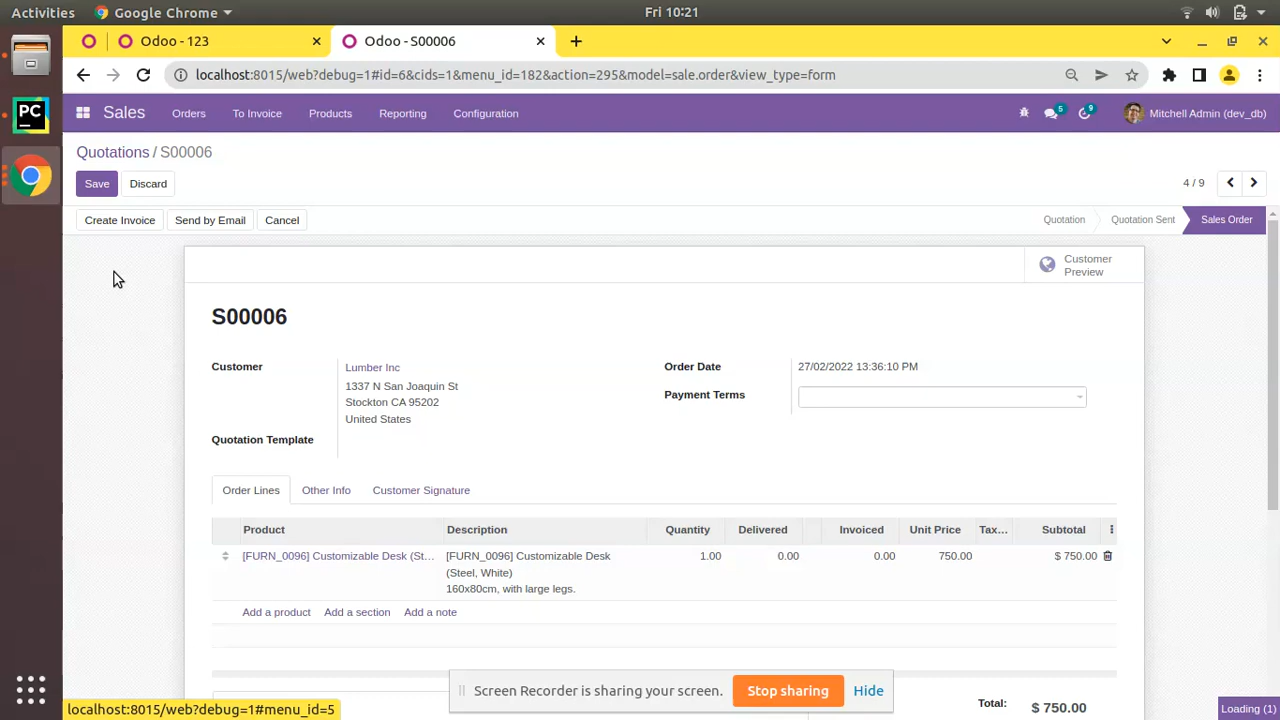 Activities Google Chrome Fri 10:21
Odoo - 123 Odoo - S00006
localhost:8015/web?debug=1#id=6&cids=1&menu_id=182&action=295&model=sale.order&view_type=form
Sales Orders To Invoice Products Reporting Configuration 5 9 Mitchell Admin (dev_db)
PC
Quotations / S00006
Save Discard 4 / 9
Create Invoice Send by Email Cancel Quotation Quotation Sent Sales Order
Customer
Preview
S00006
Customer Lumber Inc Order Date 27/02/2022 13:36:10 PM
1337 N San Joaquin St
Payment Terms
Stockton CA 95202
United States
Quotation Template
Order Lines Other Info Customer Signature
Product Description Quantity Delivered Invoiced Unit Price Tax... Subtotal
[FURN_0096] Customizable Desk (St... [FURN_0096] Customizable Desk 1.00 0.00 0.00 750.00 $ 750.00
(Steel, White)
160x80cm, with large legs.
Add a product Add a section Add a note
Screen Recorder is sharing your screen. Stop sharing Hide
Total: $ 750.00
localhost:8015/web?debug=1#menu_id=5 Loading (1)